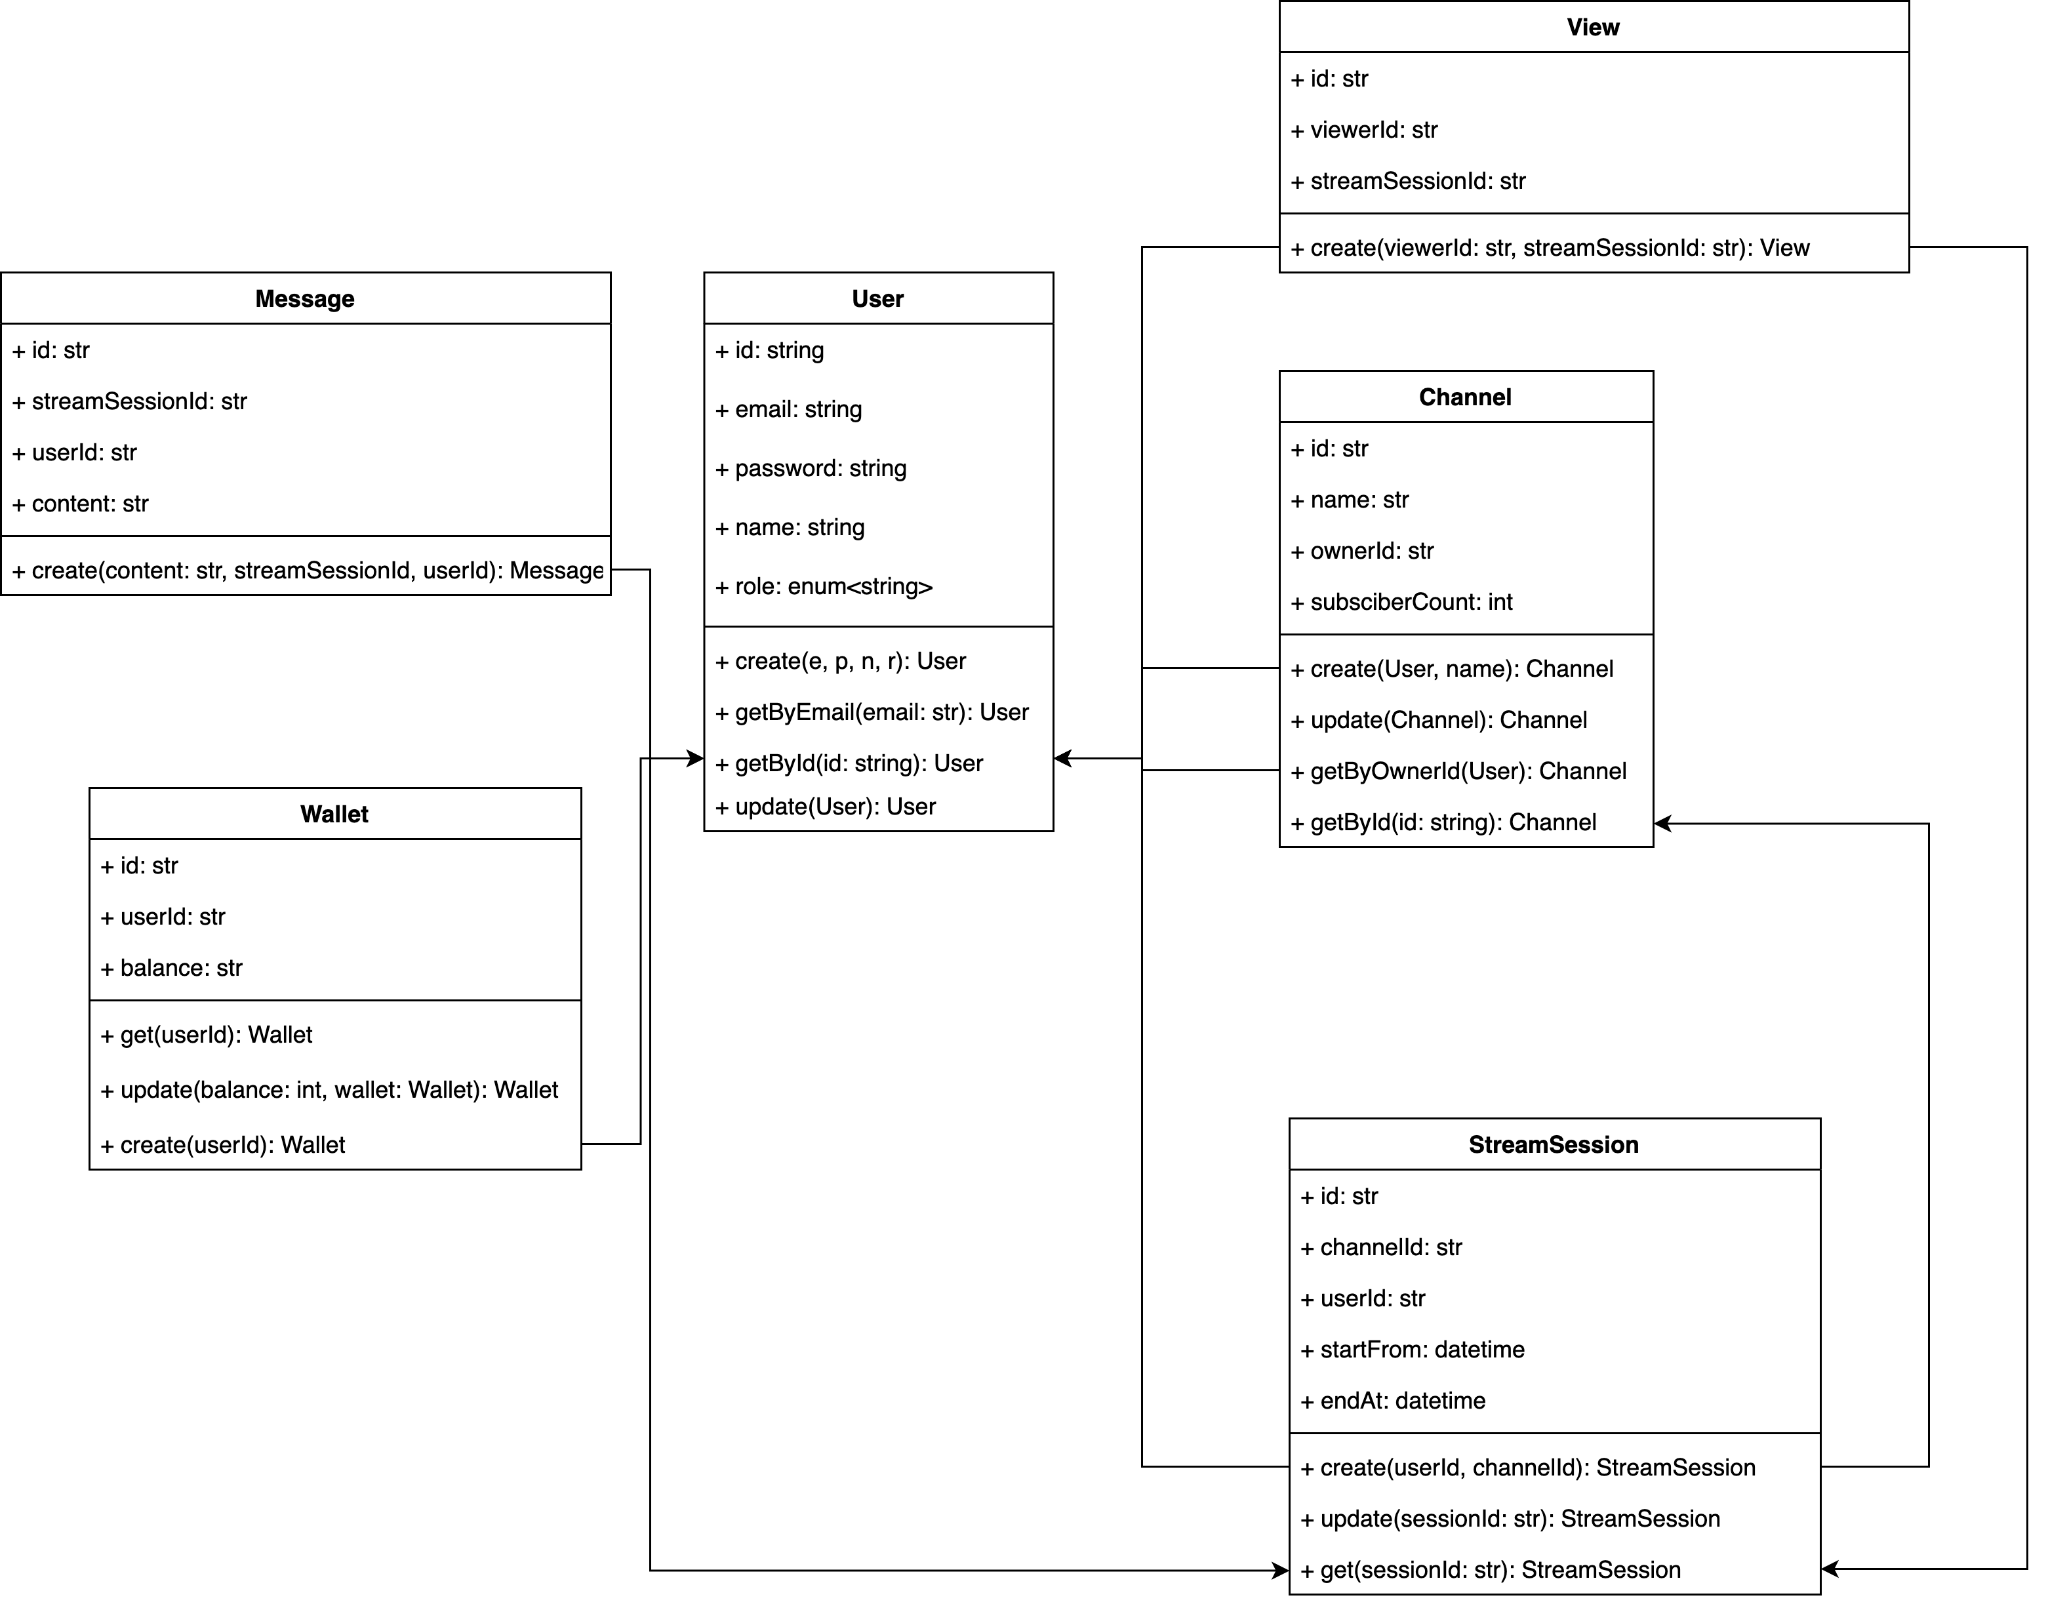 View
+ id: str
+ viewerId: str
+ streamSessionId: str
+ create(viewerId: str, streamSessionId: str): View
Message
+ id: str
+ streamSessionId: str
+ userId: str
+ content: str
+ create(content: str, streamSessionId, userId): Message
User
+ id: string
+ email: string
+ password: string
+ name: string
+ role: enum<string>
+ create(e, p, n, r): User
+ getByEmail(email: str): User
+ getById(id: string): User
+ update(User): User
Channel
+ id: str
+ name: str
+ ownerId: str
+ subsciberCount: int
+ create(User, name): Channel
+ update(Channel): Channel
+ getByOwnerId(User): Channel
+ getById(id: string): Channel
Wallet
+ id: str
+ userId: str
+ balance: str
+ get(userId): Wallet
+ update(balance: int, wallet: Wallet): Wallet
+ create(userId): Wallet
StreamSession
+ id: str
+ channelId: str
+ userId: str
+ startFrom: datetime
+ endAt: datetime
+ create(userId, channelId): StreamSession
+ update(sessionId: str): StreamSession
+ get(sessionId: str): StreamSession